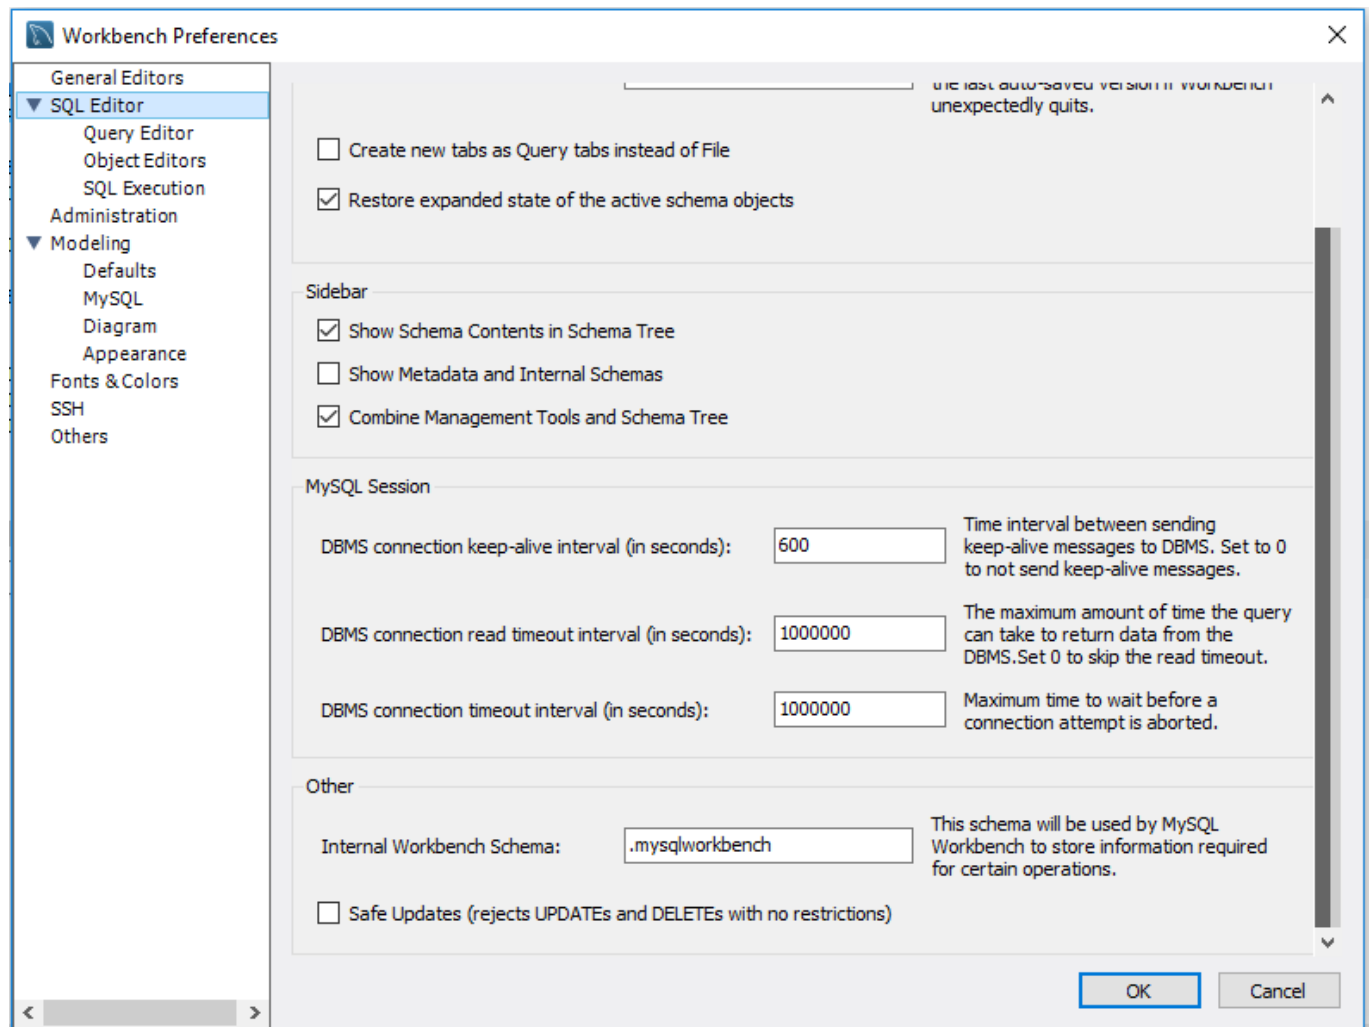 Workbench Preferences
General Editors
SQL Editor
Query Editor
Object Editors
SQL Execution
Administration
Modeling
Defaults
MySQL
Diagram
Appearance
Fonts & Colors
SSH
Others
the last auto-saved version if Workbench
unexpectedly quits.
Create new tabs as Query tabs instead of File
Restore expanded state of the active schema objects
Sidebar
Show Schema Contents in Schema Tree
Show Metadata and Internal Schemas
Combine Management Tools and Schema Tree
MySQL Session
DBMS connection keep-alive interval (in seconds):
600
Time interval between sending
keep-alive messages to DBMS. Set to 0
to not send keep-alive messages.
DBMS connection read timeout interval (in seconds):
1000000
The maximum amount of time the query
can take to return data from the
DBMS.Set 0 to skip the read timeout.
DBMS connection timeout interval (in seconds):
1000000
Maximum time to wait before a
connection attempt is aborted.
Other
Internal Workbench Schema:
.mysqlworkbench
This schema will be used by MySQL
Workbench to store information required
for certain operations.
Safe Updates (rejects UPDATEs and DELETEs with no restrictions)
OK
Cancel